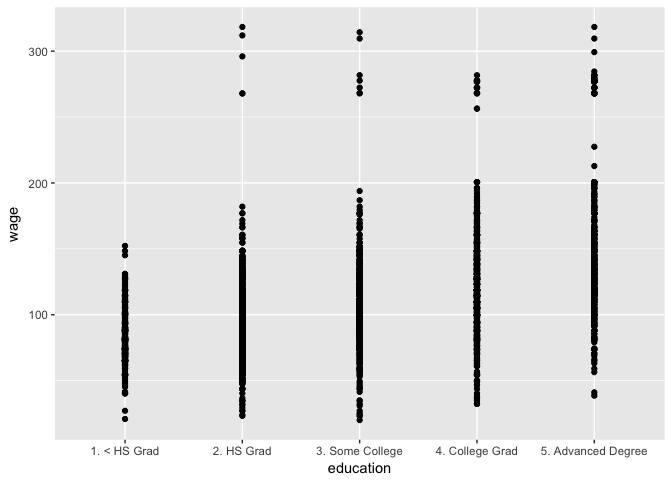 300
200
100
wage
1. < HS Grad 2. HS Grad 3. Some College 4. College Grad 5. Advanced Degree
education